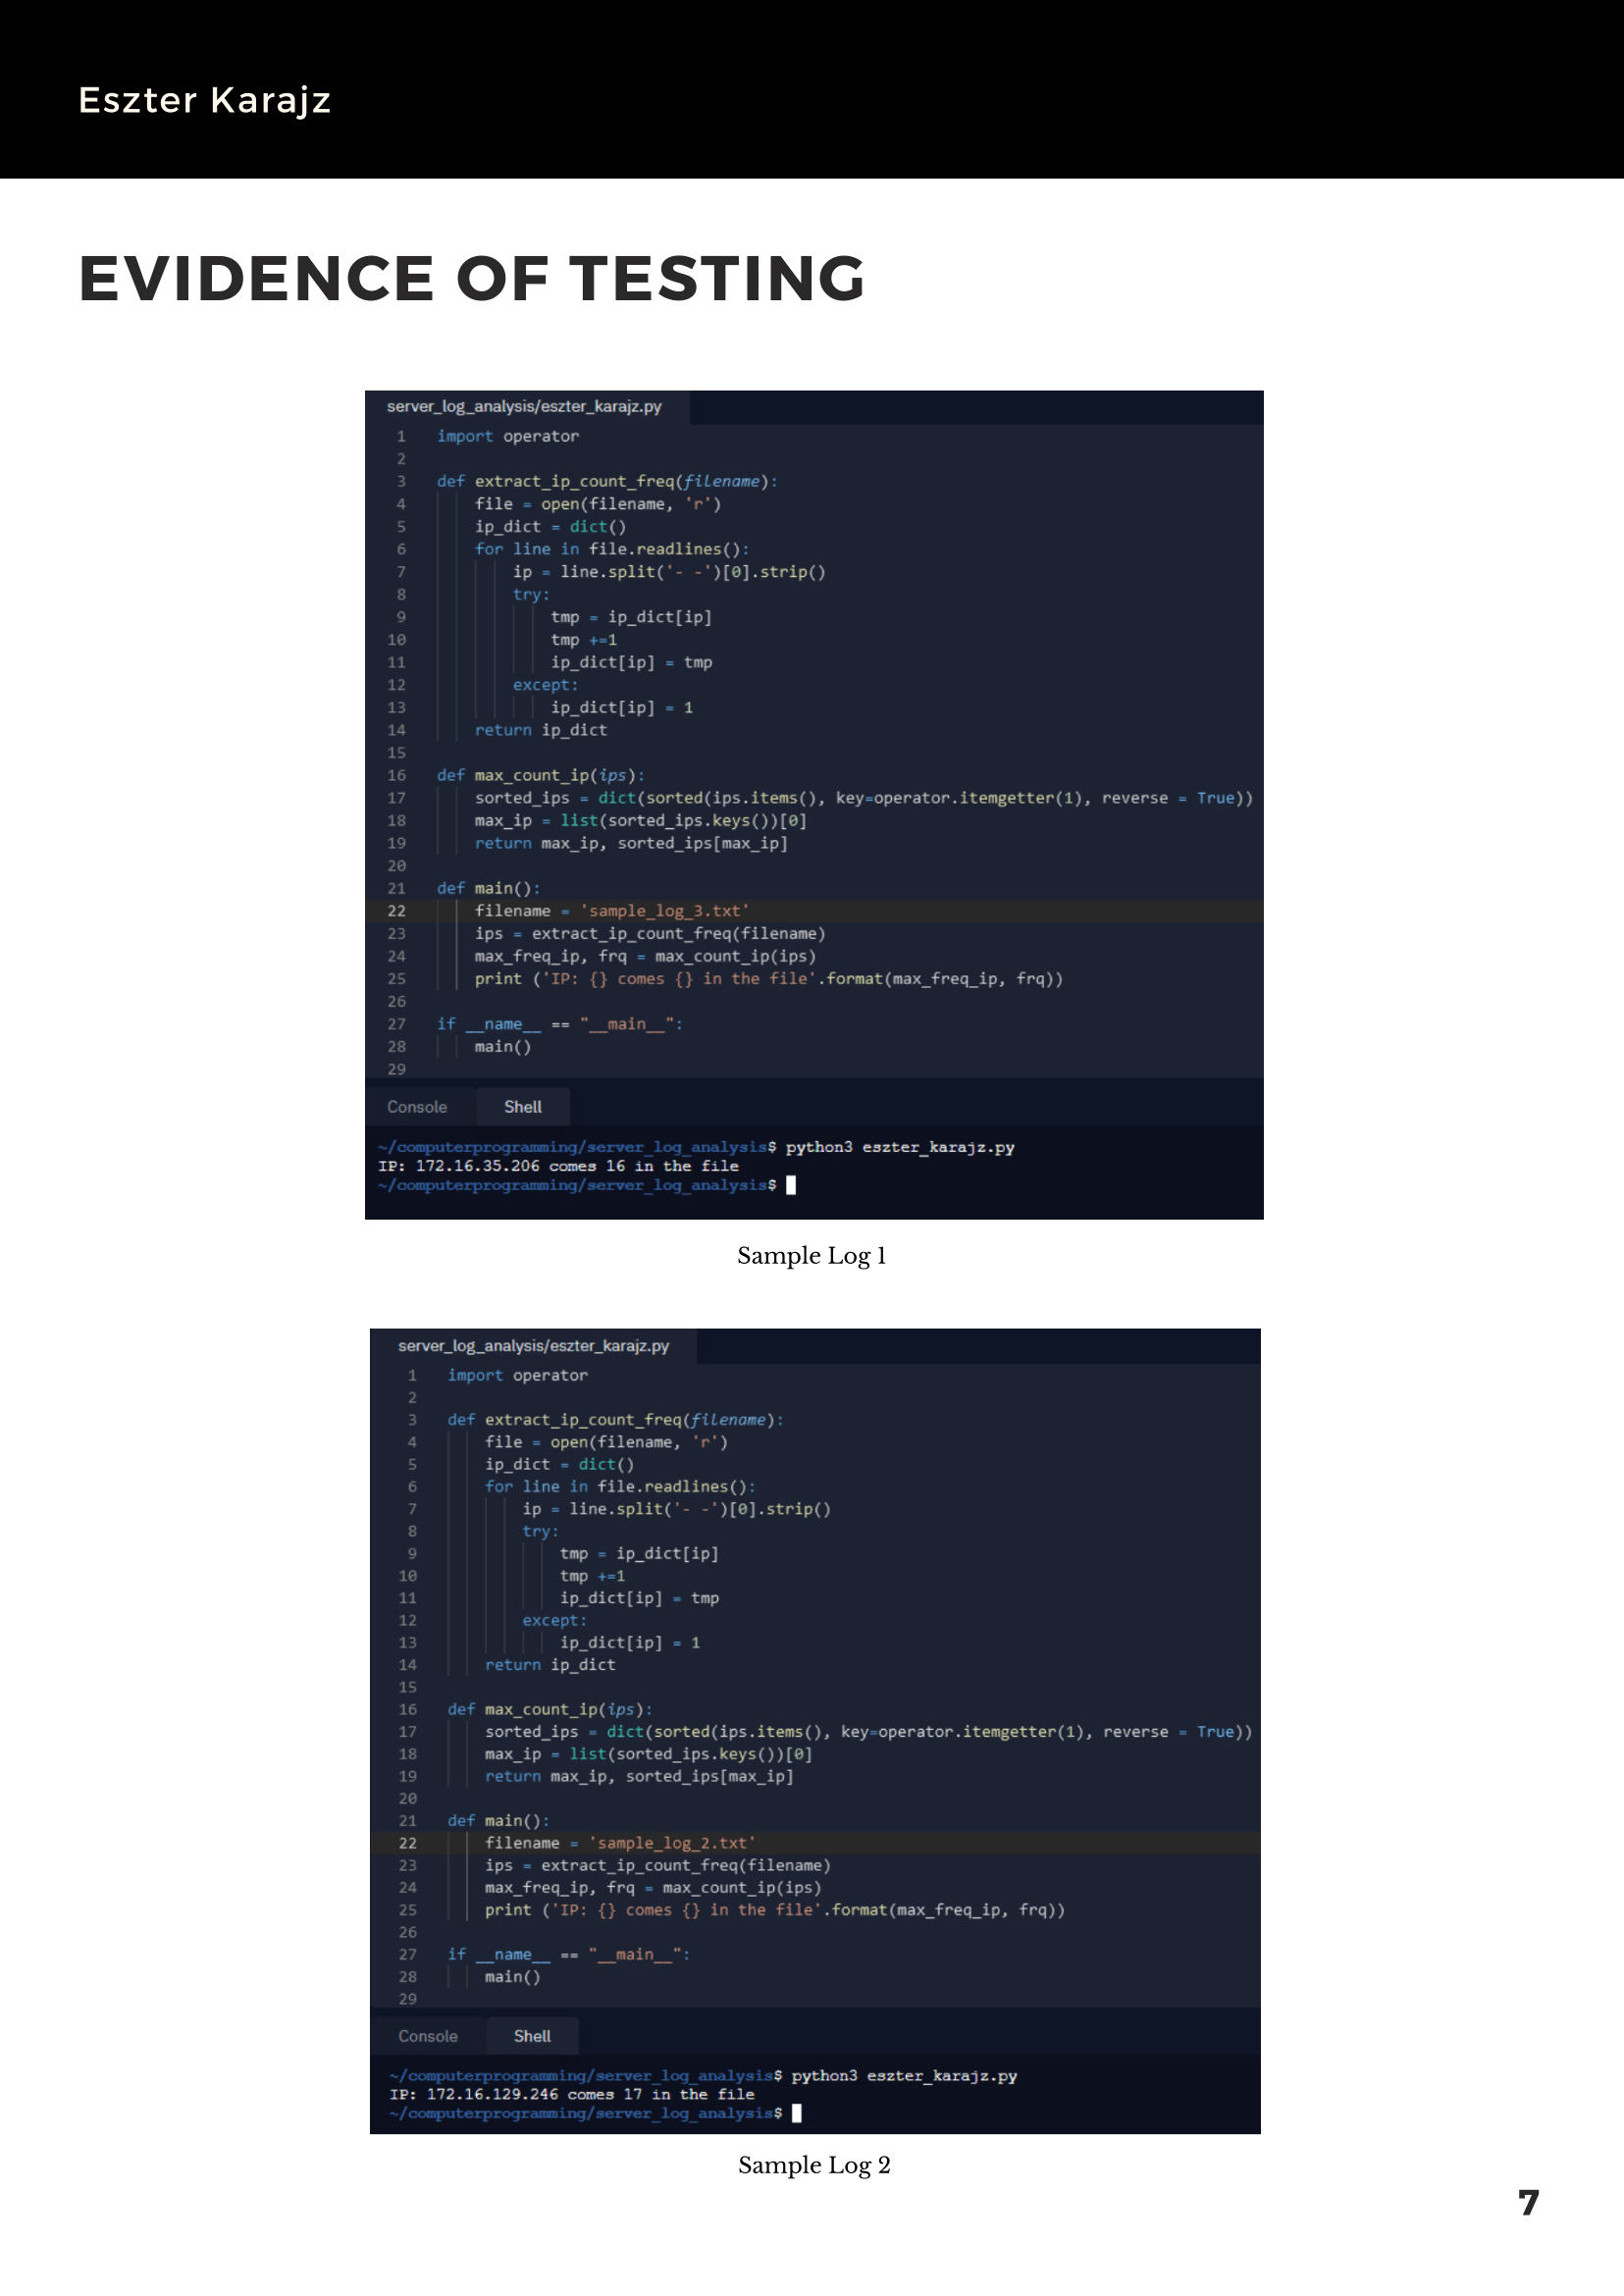 Eszter Karajz
EVIDENCE OF TESTING
server_log_analysis/eszter_karajz.py
1 import operator
2
3 def extract_ip_count_freq(filename):
4 file = open(filename, 'r')
5 ip_dict = dict()
6 for line in file.readlines():
7 ip = line.split('- -')[0].strip()
8 try:
9 tmp = ip_dict[ip]
10 tmp +=1
11 ip_dict[ip] = tmp
12 except:
13 ip_dict[ip] = 1
14 return ip_dict
15
16 def max_count_ip(ips):
17 sorted_ips = dict(sorted(ips.items(), key=operator.itemgetter(1), reverse = True))
18 max_ip = list(sorted_ips.keys())[0]
19 return max_ip, sorted_ips[max_ip]
20
21 def main():
22 filename = 'sample_log_3.txt'
23 ips = extract_ip_count_freq(filename)
24 max_freq_ip, frq = max_count_ip(ips)
25 print ('IP: {} comes {} in the file'.format(max_freq_ip, frq))
26
27 if __name__ == "__main__":
28 main()
29
Console Shell
~/computerprogramming/server_log_analysis$ python3 eszter_karajz.py
IP: 172.16.35.206 comes 16 in the file
~/computerprogramming/server_log_analysis$
Sample Log 1
server_log_analysis/eszter_karajz.py
1 import operator
2
3 def extract_ip_count_freq(filename):
4 file = open(filename, 'r')
5 ip_dict = dict()
6 for line in file.readlines():
7 ip = line.split('- -')[0].strip()
8 try:
9 tmp = ip_dict[ip]
10 tmp +=1
11 ip_dict[ip] = tmp
12 except:
13 ip_dict[ip] = 1
14 return ip_dict
15
16 def max_count_ip(ips):
17 sorted_ips = dict(sorted(ips.items(), key=operator.itemgetter(1), reverse = True))
18 max_ip = list(sorted_ips.keys())[0]
19 return max_ip, sorted_ips[max_ip]
20
21 def main():
22 filename = 'sample_log_2.txt'
23 ips = extract_ip_count_freq(filename)
24 max_freq_ip, frq = max_count_ip(ips)
25 print ('IP: {} comes {} in the file'.format(max_freq_ip, frq))
26
27 if __name__ == "__main__":
28 main()
29
Console Shell
~/computerprogramming/server_log_analysis$ python3 eszter_karajz.py
IP: 172.16.129.246 comes 17 in the file
~/computerprogramming/server_log_analysis$
Sample Log 2
7